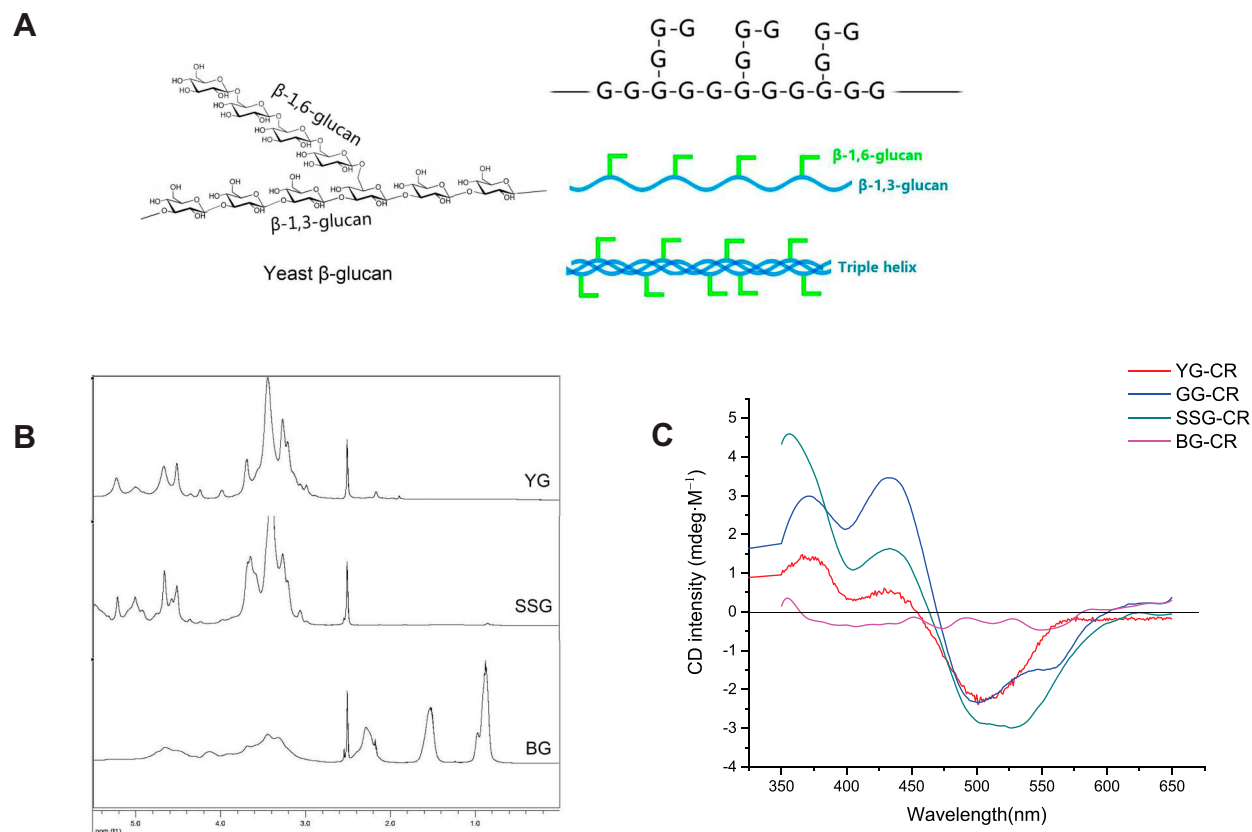 A
G-G G-G G-G
G G G
G-G-G-G-G-G-G-G-G-G-G
β-1,6-glucan
β-1,3-glucan
Yeast β-glucan
β-1,6-glucan
β-1,3-glucan
Triple helix
B
YG
SSG
BG
5.0 4.0 3.0 2.0 1.0
ppm (f1)
C
YG-CR
GG-CR
SSG-CR
BG-CR
CD intensity (mdeg·M⁻¹)
5
4
3
2
1
0
-1
-2
-3
-4
350 400 450 500 550 600 650
Wavelength(nm)